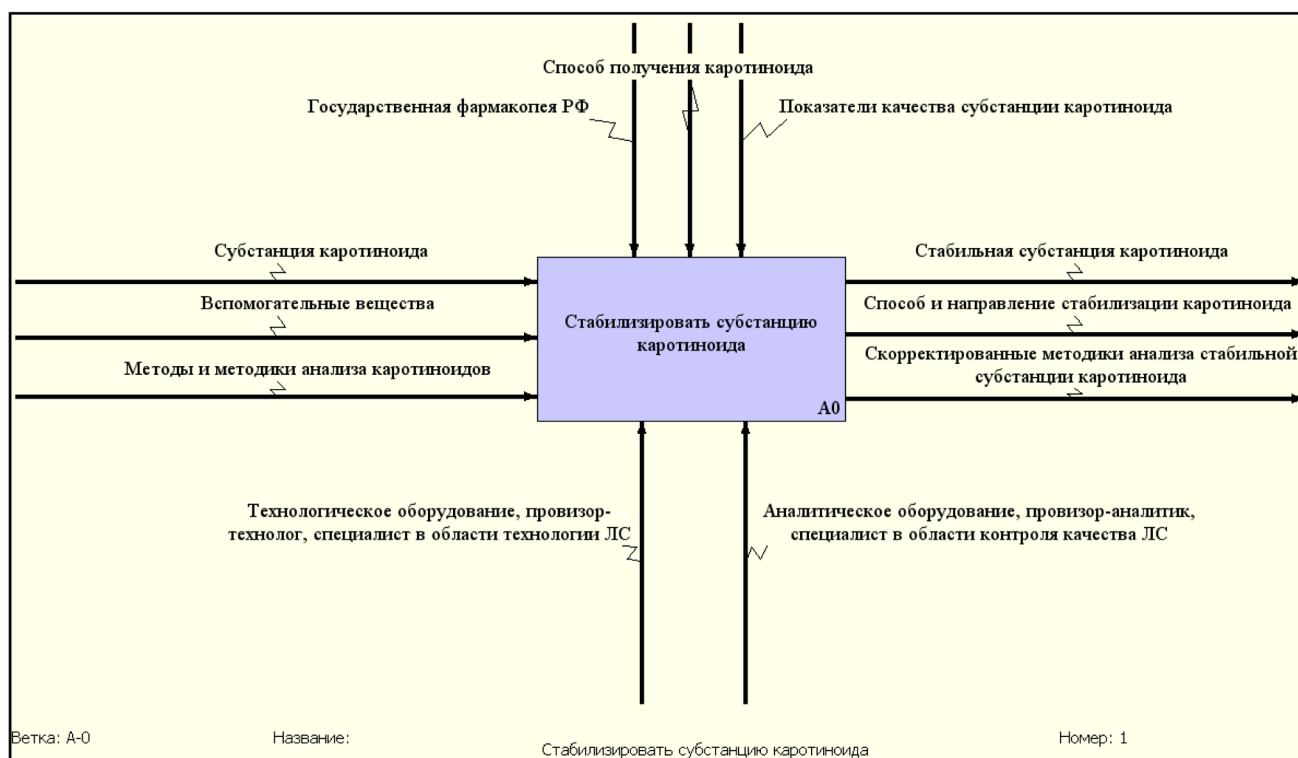 Способ получения каротиноида
Государственная фармакопея РФ
Показатели качества субстанции каротиноида
Субстанция каротиноида
Вспомогательные вещества
Методы и методики анализа каротиноидов
Стабилизировать субстанцию
каротиноида
A0
Стабильная субстанция каротиноида
Способ и направление стабилизации каротиноида
Скорректированные методики анализа стабильной
субстанции каротиноида
Технологическое оборудование, провизор-
технолог, специалист в области технологии ЛС
Аналитическое оборудование, провизор-аналитик,
специалист в области контроля качества ЛС
Ветка: A-0
Название:
Стабилизировать субстанцию каротиноида
Номер: 1